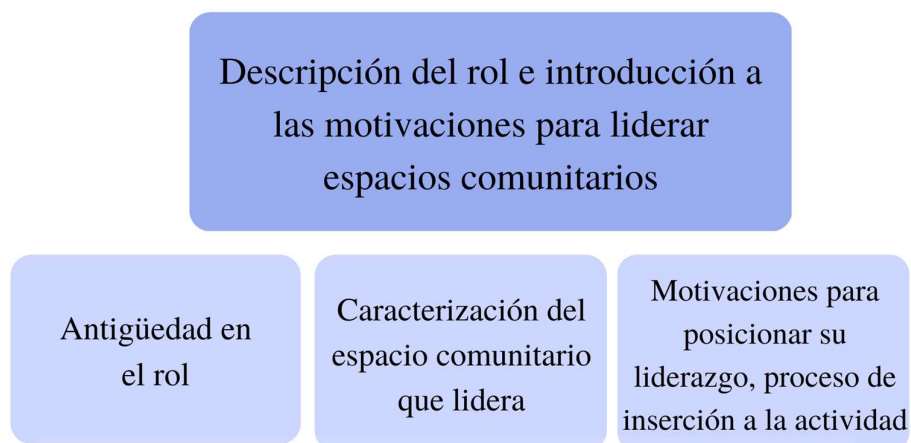 Descripción del rol e introducción a
las motivaciones para liderar
espacios comunitarios
Antigüedad en
el rol
Caracterización del
espacio comunitario
que lidera
Motivaciones para
posicionar su
liderazgo, proceso de
inserción a la actividad